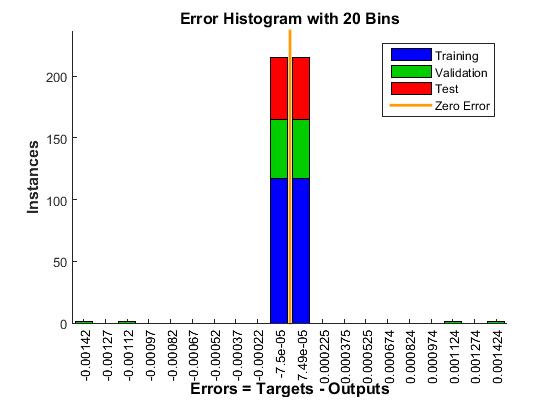 Error Histogram with 20 Bins
Training
Validation
Test
Zero Error
Instances
200
150
100
50
0
-0.00142
-0.00127
-0.00112
-0.00097
-0.00082
-0.00067
-0.00052
-0.00037
-0.00022
-7.5e-05
7.49e-05
0.000225
0.000375
0.000525
0.000674
0.000824
0.000974
0.001124
0.001274
0.001424
Errors = Targets - Outputs